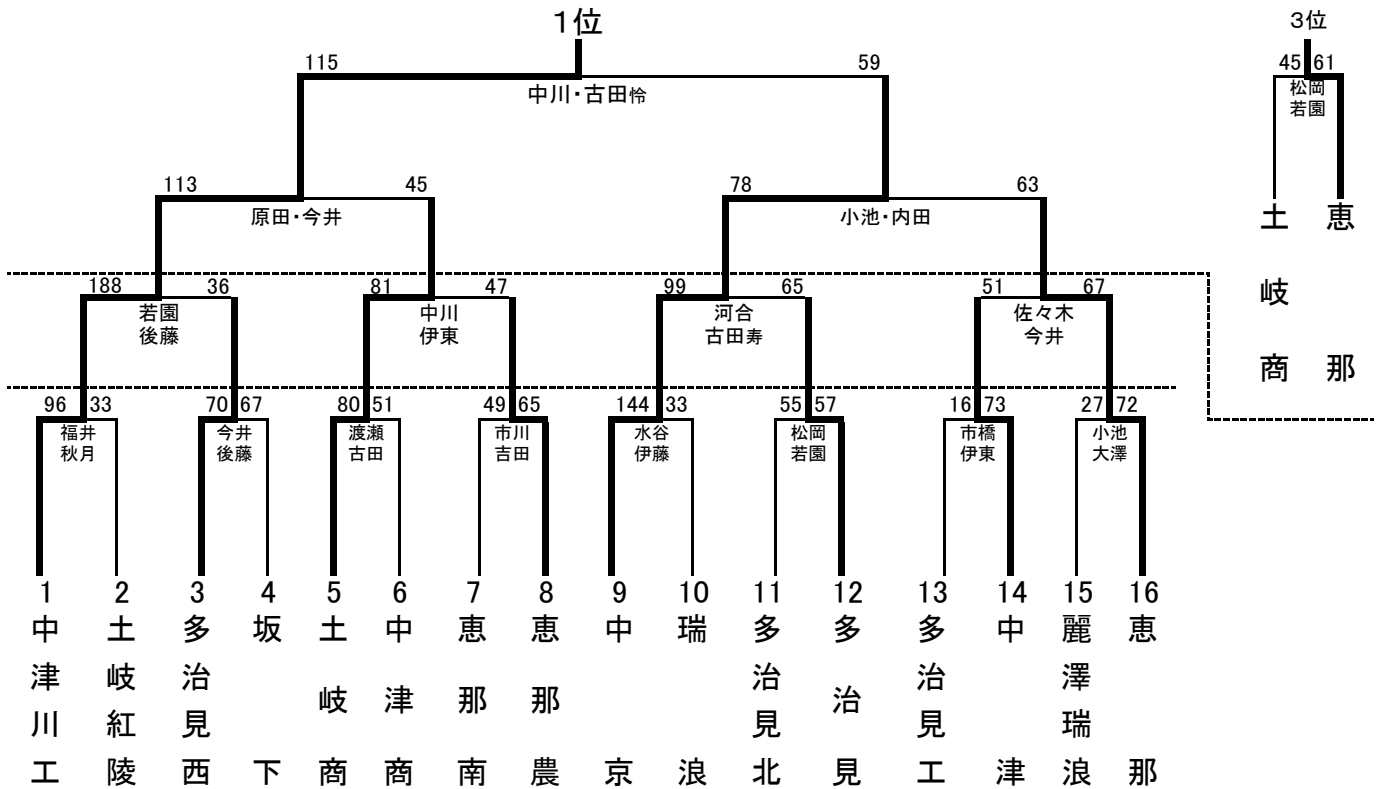 1位
3位
115 59
45 61
中川・古田怜
松岡
若園
113 45 78 63
原田・今井 小池・内田
土岐商 恵那
188 36 81 47 99 65 51 67
若園 中川 河合 佐々木
後藤 伊東 古田寿 今井
96 33 70 67 80 51 49 65 144 33 55 57 16 73 27 72
福井 今井 渡瀬 市川 水谷 松岡 市橋 小池
秋月 後藤 古田 吉田 伊藤 若園 伊東 大澤
1 2 3 4 5 6 7 8 9 10 11 12 13 14 15 16
中津川工
土岐紅陵
多治見西
坂下
土岐商
中津商
恵那南
恵那農
中京
瑞浪
多治見北
多治見
多治見工
中津
麗澤瑞浪
恵那